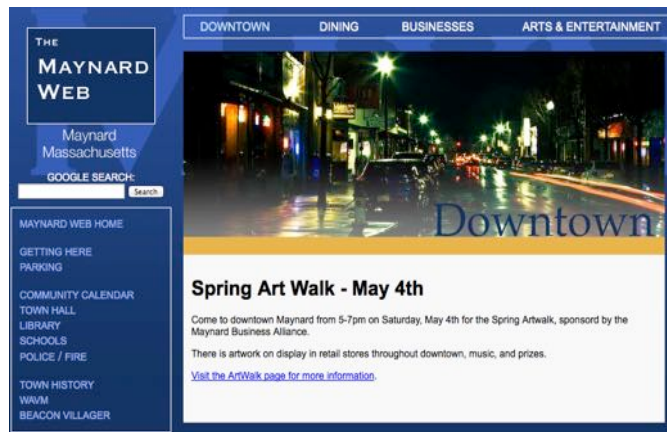 THE
MAYNARD
WEB
Maynard
Massachusetts
GOOGLE SEARCH:
Search
MAYNARD WEB HOME
GETTING HERE
PARKING
COMMUNITY CALENDAR
TOWN HALL
LIBRARY
SCHOOLS
POLICE / FIRE
TOWN HISTORY
WAVM
BEACON VILLAGER
DOWNTOWN DINING BUSINESSES ARTS & ENTERTAINMENT
Downtown
Spring Art Walk - May 4th
Come to downtown Maynard from 5-7pm on Saturday, May 4th for the Spring Artwalk, sponsord by the
Maynard Business Alliance.
There is artwork on display in retail stores throughout downtown, music, and prizes.
Visit the ArtWalk page for more information.